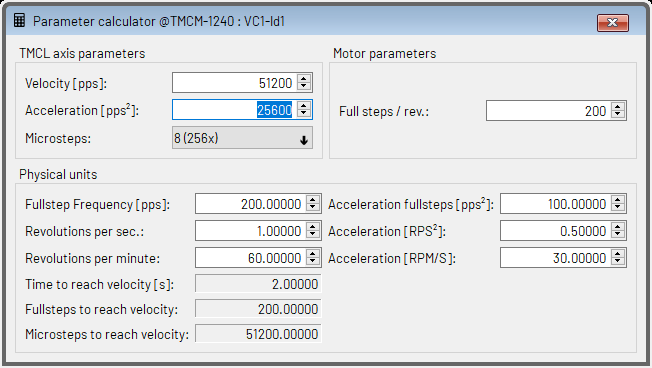 Parameter calculator @TMCM-1240 : VC1-Id1
TMCL axis parameters
Velocity [pps]: 51200
Acceleration [pps²]: 25600
Microsteps: 8 (256x)
Motor parameters
Full steps / rev.: 200
Physical units
Fullstep Frequency [pps]: 200.00000 Acceleration fullsteps [pps²]: 100.00000
Revolutions per sec.: 1.00000 Acceleration [RPS²]: 0.50000
Revolutions per minute: 60.00000 Acceleration [RPM/S]: 30.00000
Time to reach velocity [s]: 2.00000
Fullsteps to reach velocity: 200.00000
Microsteps to reach velocity: 51200.00000